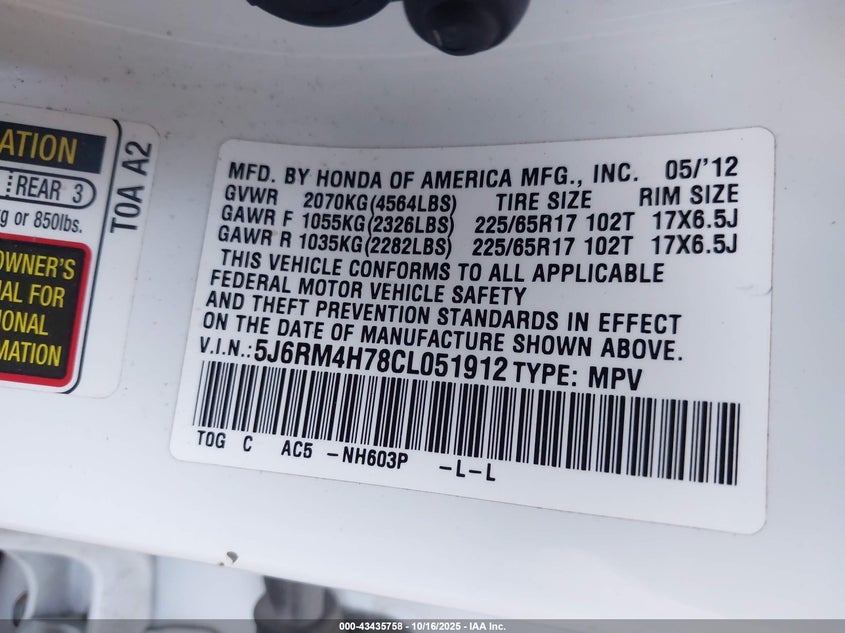 ATION
REAR 3
kg or 850lbs.
OWNER'S
AL FOR
IONAL
MATION
T0A A2
MFD. BY HONDA OF AMERICA MFG., INC. 05/'12
GVWR 2070KG(4564LBS) TIRE SIZE RIM SIZE
GAWR F 1055KG(2326LBS) 225/65R17 102T 17X6.5J
GAWR R 1035KG(2282LBS) 225/65R17 102T 17X6.5J
THIS VEHICLE CONFORMS TO ALL APPLICABLE
FEDERAL MOTOR VEHICLE SAFETY
AND THEFT PREVENTION STANDARDS IN EFFECT
ON THE DATE OF MANUFACTURE SHOWN ABOVE.
V.I.N.:5J6RM4H78CL051912 TYPE: MPV
T0G C AC5 -NH603P -L-L
000-43435758 - 10/16/2025 - IAA Inc.